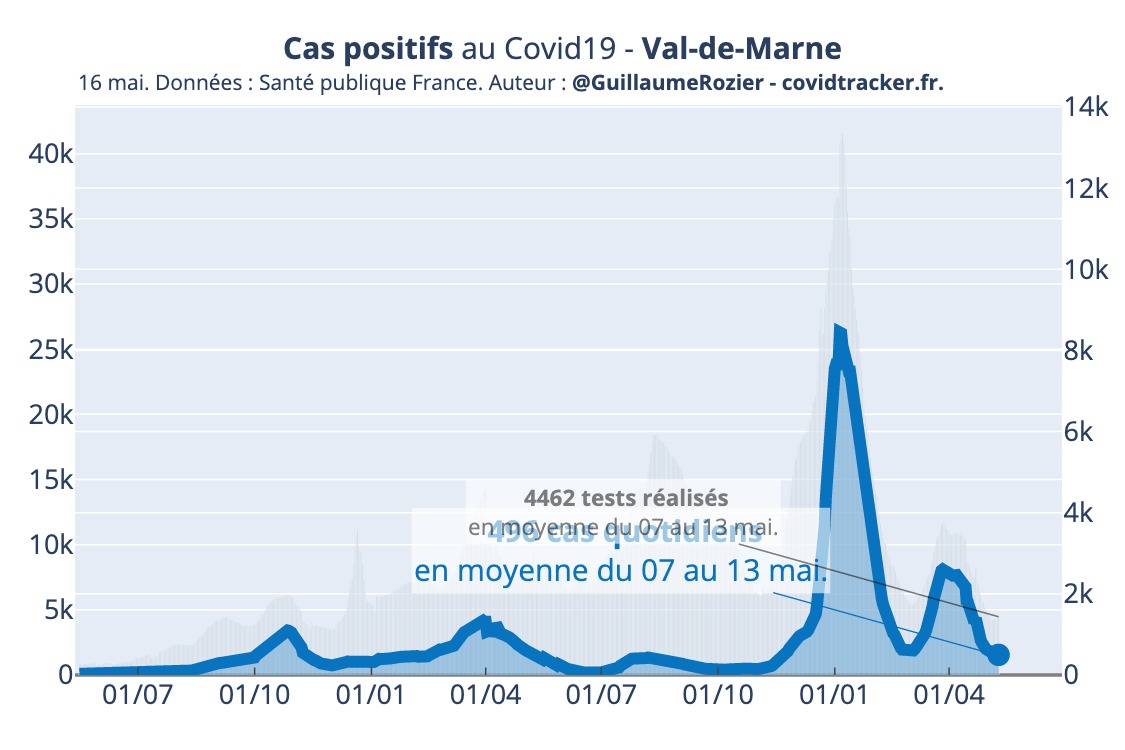 Cas positifs au Covid19 - Val-de-Marne
16 mai. Données : Santé publique France. Auteur : @GuillaumeRozier - covidtracker.fr.
14k
40k
12k
35k
10k
30k
25k
8k
20k
6k
15k
4462 tests réalisés
en moyenne du 07 au 13 mai.
4k
496 cas quotidiens
10k
en moyenne du 07 au 13 mai.
2k
5k
0
0
01/07 01/10 01/01 01/04 01/07 01/10 01/01 01/04